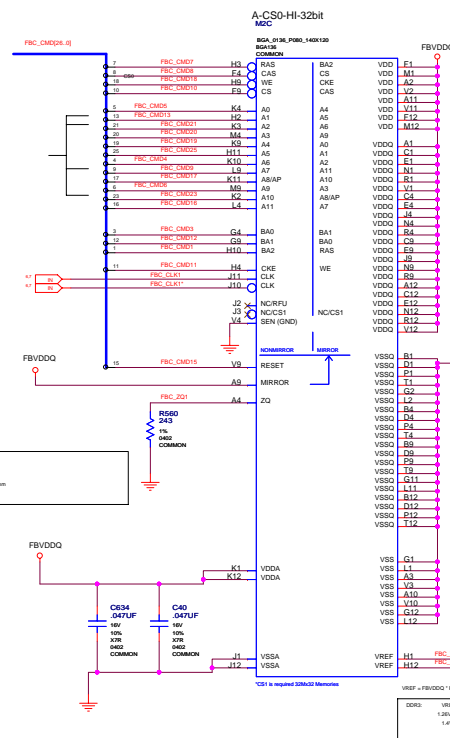 A-CS0-HI-32bit
M2C
BGA_0136_P080_140X120
BGA136
COMMON
FBC_CMD[26..0]
FBVDDQ
7 FBC_CMD7 H3 RAS BA2 VDD F1
8 CS0 FBC_CMD8 F4 CAS CS VDD M1
18 FBC_CMD18 H9 WE CKE VDD A2
10 FBC_CMD10 F9 CS CAS VDD V2
VDD A11
5 FBC_CMD5 K4 A0 A4 VDD V11
13 FBC_CMD13 H2 A1 A5 VDD F12
21 FBC_CMD21 K3 A2 A6 VDD M12
20 FBC_CMD20 M4 A3 A9
19 FBC_CMD19 K9 A4 A0 VDDQ A1
25 FBC_CMD25 H11 A5 A1 VDDQ C1
4 FBC_CMD4 K10 A6 A2 VDDQ E1
9 FBC_CMD9 L9 A7 A11 VDDQ N1
17 FBC_CMD17 K11 A8/AP A10 VDDQ R1
6 FBC_CMD6 M9 A9 A3 VDDQ V1
23 FBC_CMD23 K2 A10 A8/AP VDDQ C4
16 FBC_CMD16 L4 A11 A7 VDDQ E4
VDDQ J4
VDDQ N4
3 FBC_CMD3 G4 BA0 BA1 VDDQ R4
12 FBC_CMD12 G9 BA1 BA0 VDDQ C9
1 FBC_CMD1 H10 BA2 RAS VDDQ E9
VDDQ J9
11 FBC_CMD11 H4 CKE WE VDDQ N9
IN FBC_CLK1 J11 CLK VDDQ R9
IN FBC_CLK1* J10 CLK VDDQ A12
VDDQ C12
J2 NC/RFU VDDQ E12
J3 NC/CS1 NC/CS1 VDDQ N12
V4 SEN (GND) VDDQ R12
VDDQ V12
NONMIRROR MIRROR
FBVDDQ
15 FBC_CMD15 V9 RESET
A9 MIRROR
FBC_ZQ1 A4 ZQ
VSSQ B1
VSSQ D1
VSSQ P1
VSSQ T1
VSSQ G2
VSSQ L2
VSSQ B4
VSSQ D4
VSSQ P4
VSSQ T4
VSSQ B9
VSSQ D9
VSSQ P9
VSSQ T9
VSSQ G11
VSSQ L11
VSSQ B12
VSSQ D12
VSSQ P12
VSSQ T12
R560
243
1%
0402
COMMON
FBVDDQ
VSS G1
VSS L1
VSS A3
VSS V3
VSS A10
VSS V10
VSS G12
VSS L12
K1 VDDA
K12 VDDA
C634
.047UF
16V
10%
X7R
0402
COMMON
C40
.047UF
16V
10%
X7R
0402
COMMON
J1 VSSA VREF H1 FBC_
J12 VSSA VREF H12 FBC_
*CS1 is required 32Mx32 Memories
VREF = FBVDDQ *
DDR3: